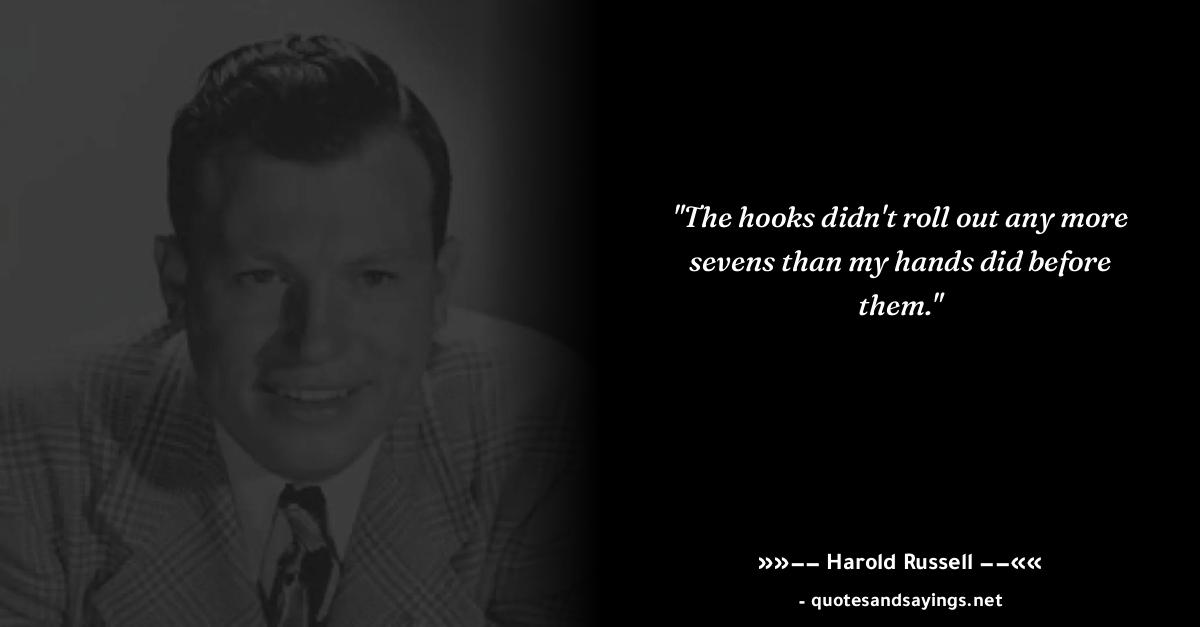 "The hooks didn't roll out any more
sevens than my hands did before
them."
»»−− Harold Russell −−««
- quotesandsayings.net